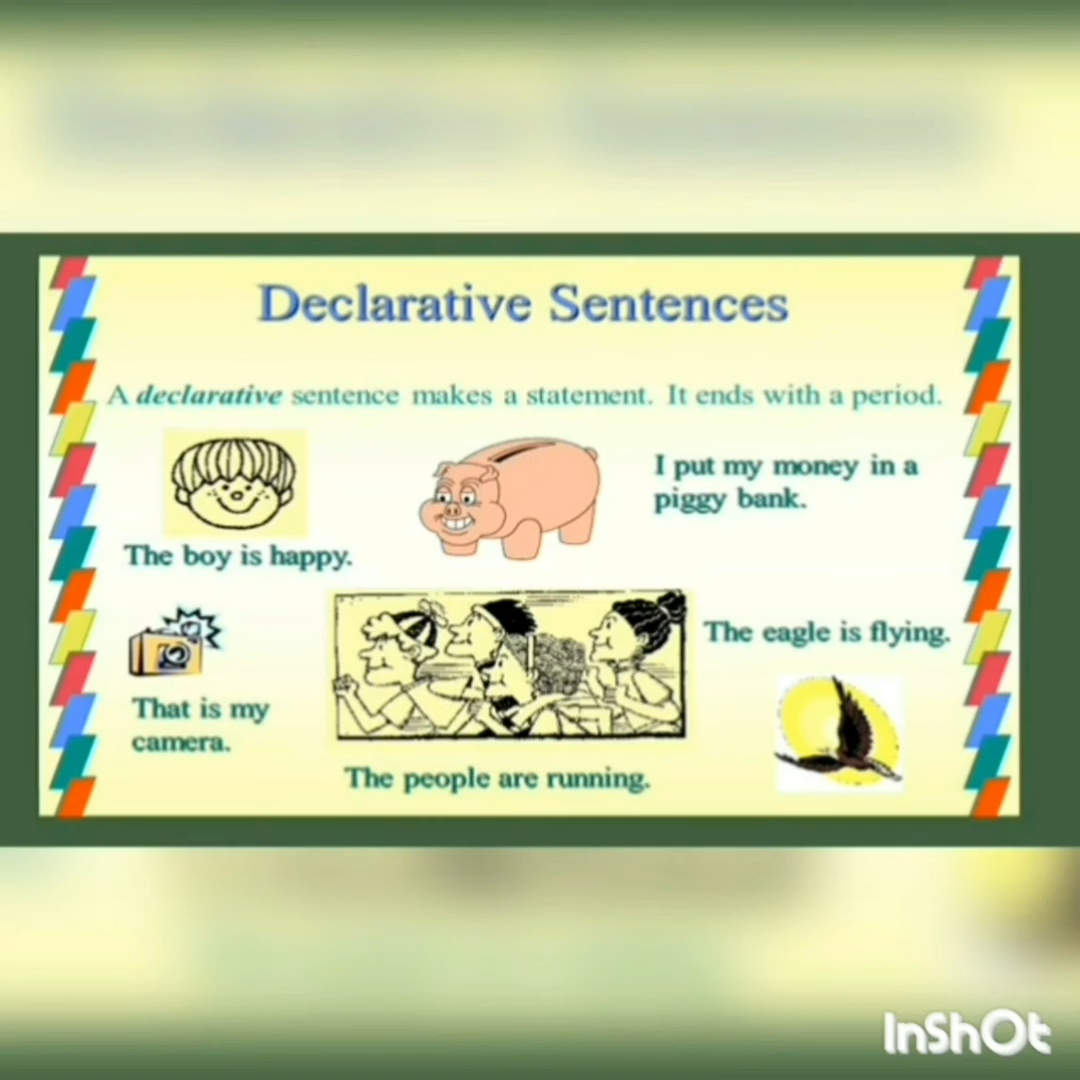 Declarative Sentences
A declarative sentence makes a statement. It ends with a period.
I put my money in a
piggy bank.
The boy is happy.
The eagle is flying.
That is my
camera.
The people are running.
InShOt